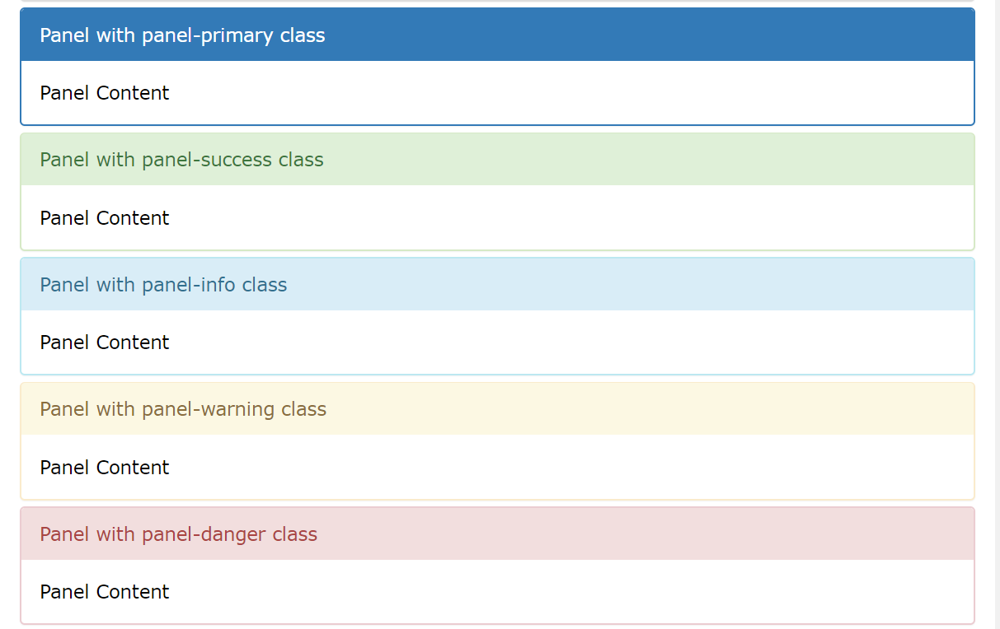 Panel with panel-primary class
Panel Content
Panel with panel-success class
Panel Content
Panel with panel-info class
Panel Content
Panel with panel-warning class
Panel Content
Panel with panel-danger class
Panel Content